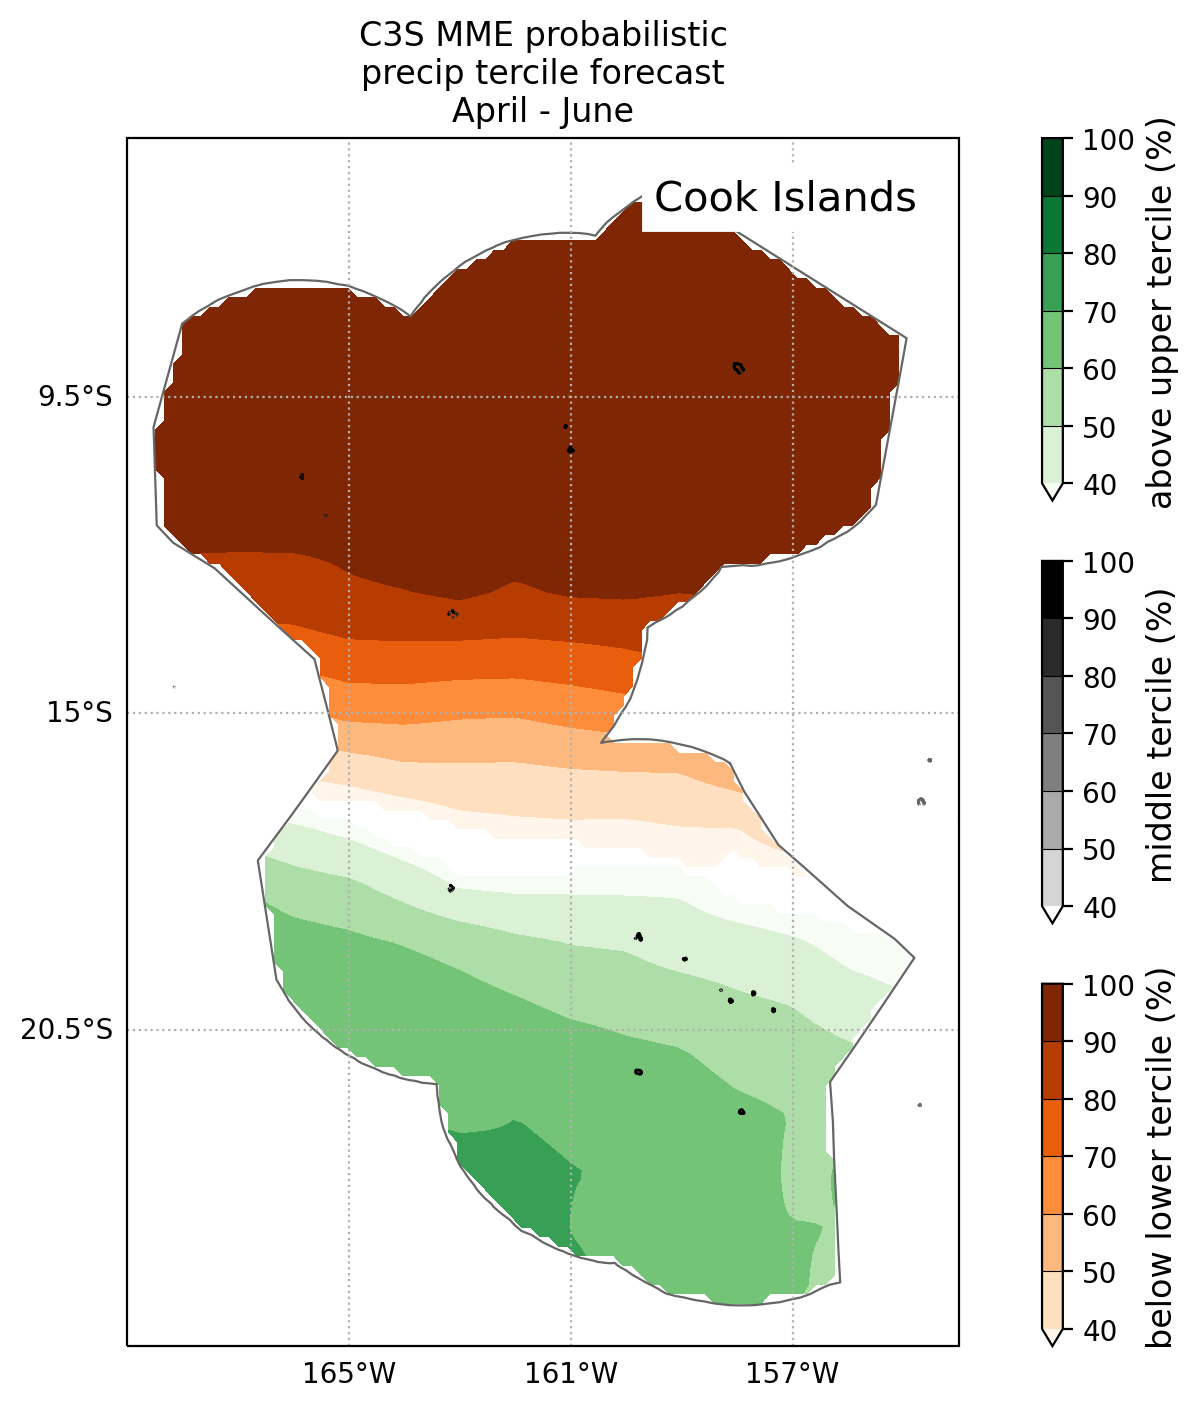 C3S MME probabilistic
precip tercile forecast
April - June
Cook Islands
9.5°S
15°S
20.5°S
165°W
161°W
157°W
100
90
80
70
60
50
40
above upper tercile (%)
100
90
80
70
60
50
40
middle tercile (%)
100
90
80
70
60
50
40
below lower tercile (%)